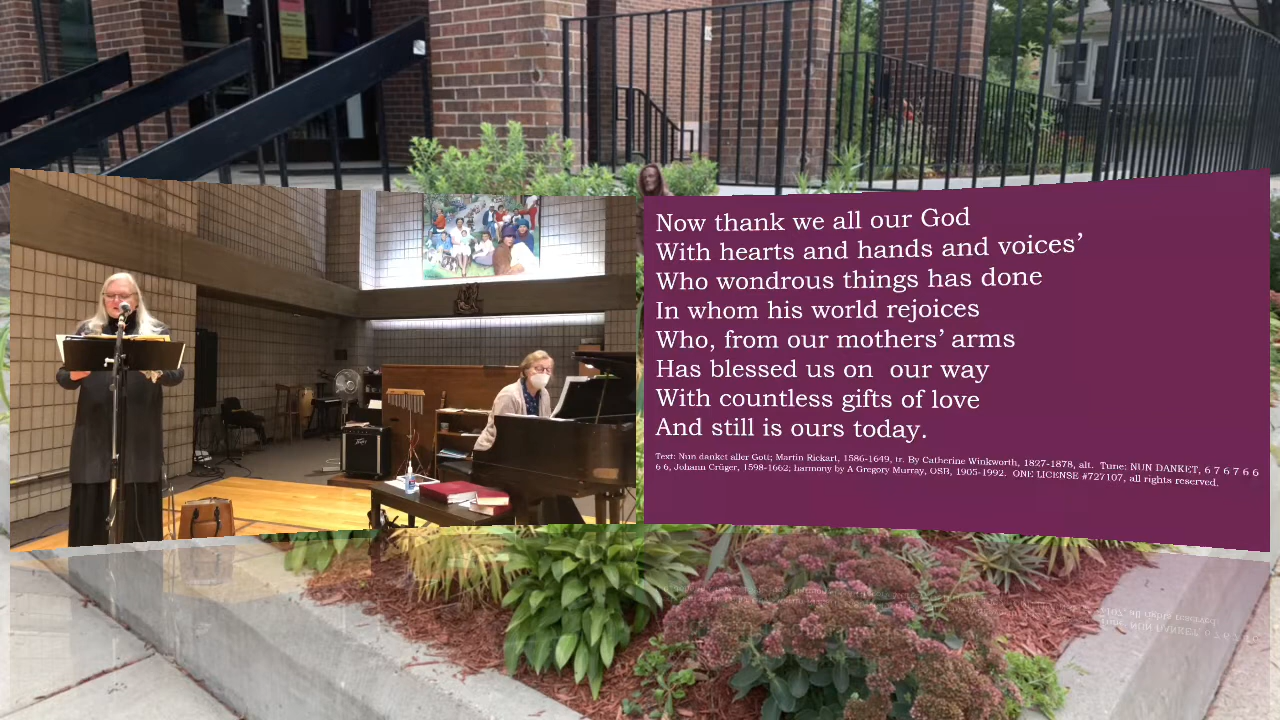 Now thank we all our God
With hearts and hands and voices’
Who wondrous things has done
In whom his world rejoices
Who, from our mothers’ arms
Has blessed us on  our way
With countless gifts of love
And still is ours today.
Text: Nun danket aller Gott; Martin Rickart, 1586-1649, tr. By Catherine Winkworth, 1827-1878, alt.  Tune: NUN DANKET, 6 7 6 7 6 6
6 6, Johann Crüger, 1598-1662; harmony by A Gregory Murray, OSB, 1905-1992.  ONE LICENSE #727107, all rights reserved.
Peavey